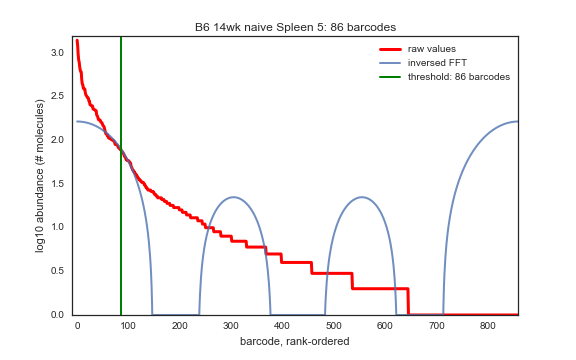 B6 14wk naive Spleen 5: 86 barcodes
raw values
inversed FFT
threshold: 86 barcodes
log10 abundance (# molecules)
3.0
2.5
2.0
1.5
1.0
0.5
0.0
0 100 200 300 400 500 600 700 800
barcode, rank-ordered